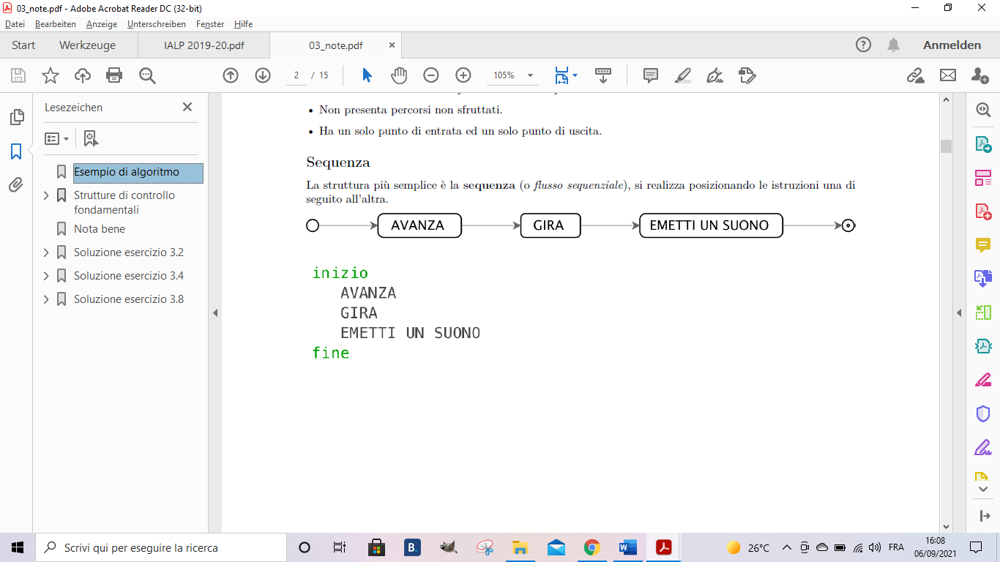 03_note.pdf - Adobe Acrobat Reader DC (32-bit)
Datei Bearbeiten Anzeige Unterschreiben Fenster Hilfe
Start Werkzeuge IALP 2019-20.pdf 03_note.pdf Anmelden
2 / 15 105%
Lesezeichen
Esempio di algoritmo
Strutture di controllo
fondamentali
Nota bene
Soluzione esercizio 3.2
Soluzione esercizio 3.4
Soluzione esercizio 3.8
• Non presenta percorsi non sfruttati.
• Ha un solo punto di entrata ed un solo punto di uscita.
Sequenza
La struttura più semplice è la sequenza (o flusso sequenziale), si realizza posizionando le istruzioni una di
seguito all'altra.
AVANZA GIRA EMETTI UN SUONO
inizio
AVANZA
GIRA
EMETTI UN SUONO
fine
Scrivi qui per eseguire la ricerca
B.
26°C
FRA
16:08
06/09/2021